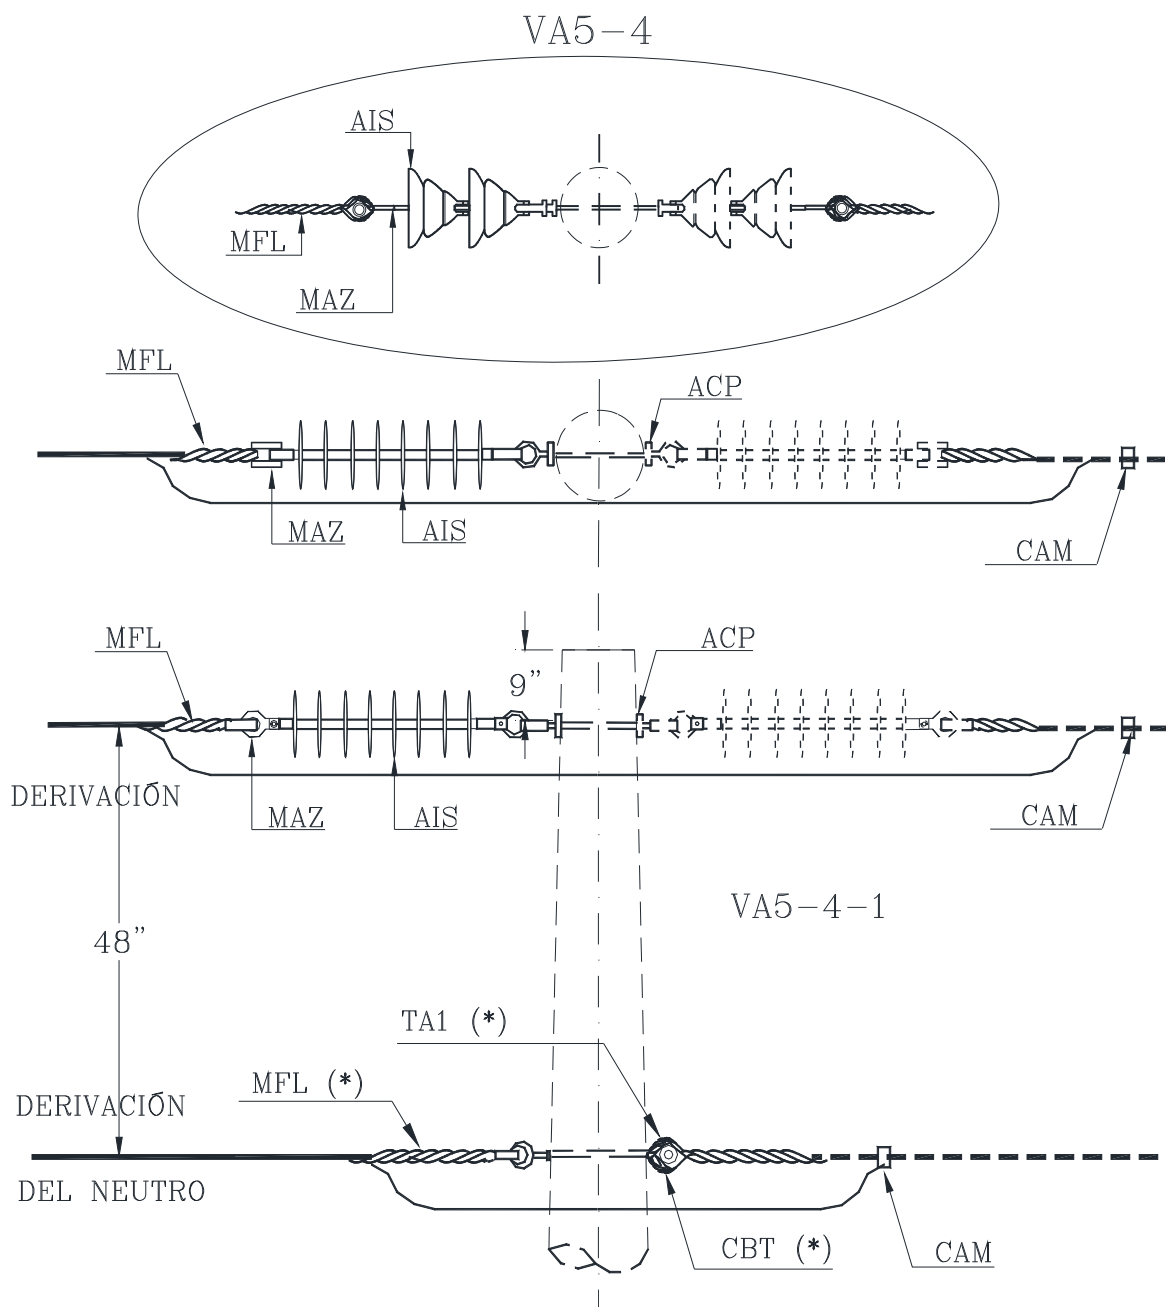 VA5-4
AIS
MFL
MAZ
MFL
ACP
MAZ
AIS
CAM
MFL
ACP
9"
DERIVACIÓN
MAZ
AIS
CAM
VA5-4-1
48"
TA1 (*)
MFL (*)
DERIVACIÓN
DEL NEUTRO
CBT (*)
CAM